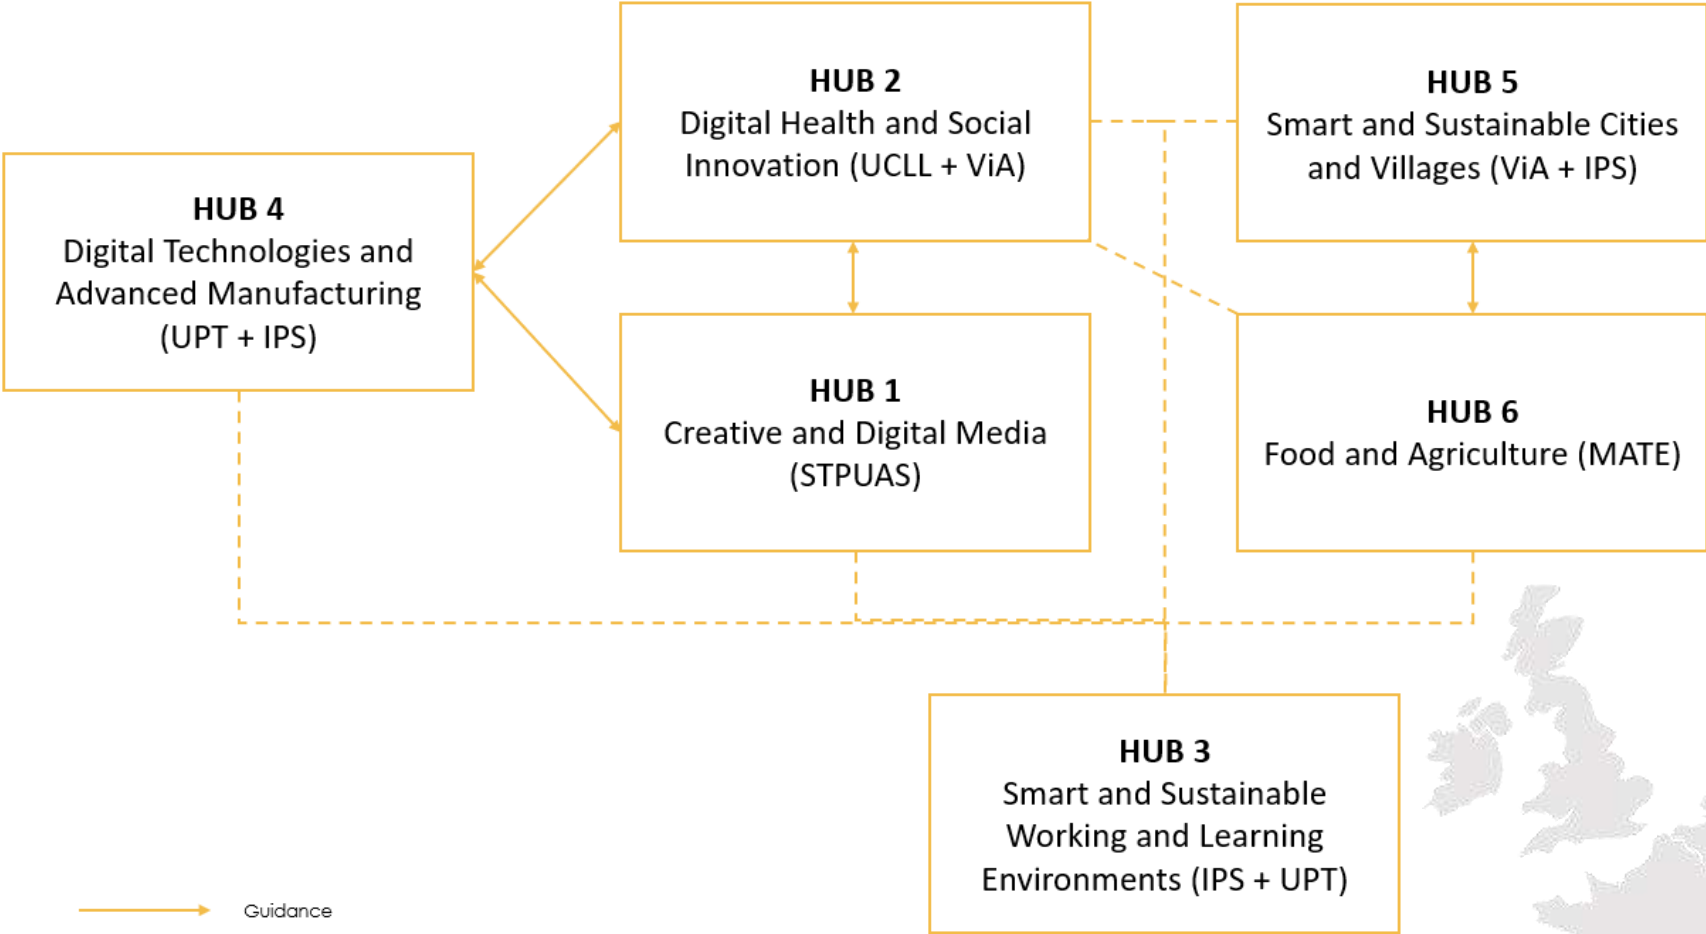 HUB 2
Digital Health and Social
Innovation (UCLL + ViA)
HUB 5
Smart and Sustainable Cities
and Villages (ViA + IPS)
HUB 4
Digital Technologies and
Advanced Manufacturing
(UPT + IPS)
HUB 1
Creative and Digital Media
(STPUAS)
HUB 6
Food and Agriculture (MATE)
HUB 3
Smart and Sustainable
Working and Learning
Environments (IPS + UPT)
Guidance